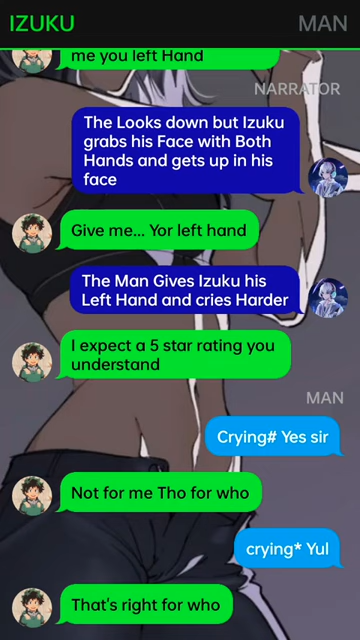 IZUKU MAN
me you left Hand
NARRATOR
The Looks down but Izuku
grabs his Face with Both
Hands and gets up in his
face
Give me... Yor left hand
The Man Gives Izuku his
Left Hand and cries Harder
I expect a 5 star rating you
understand
MAN
Crying# Yes sir
Not for me Tho for who
crying* Yul
That's right for who